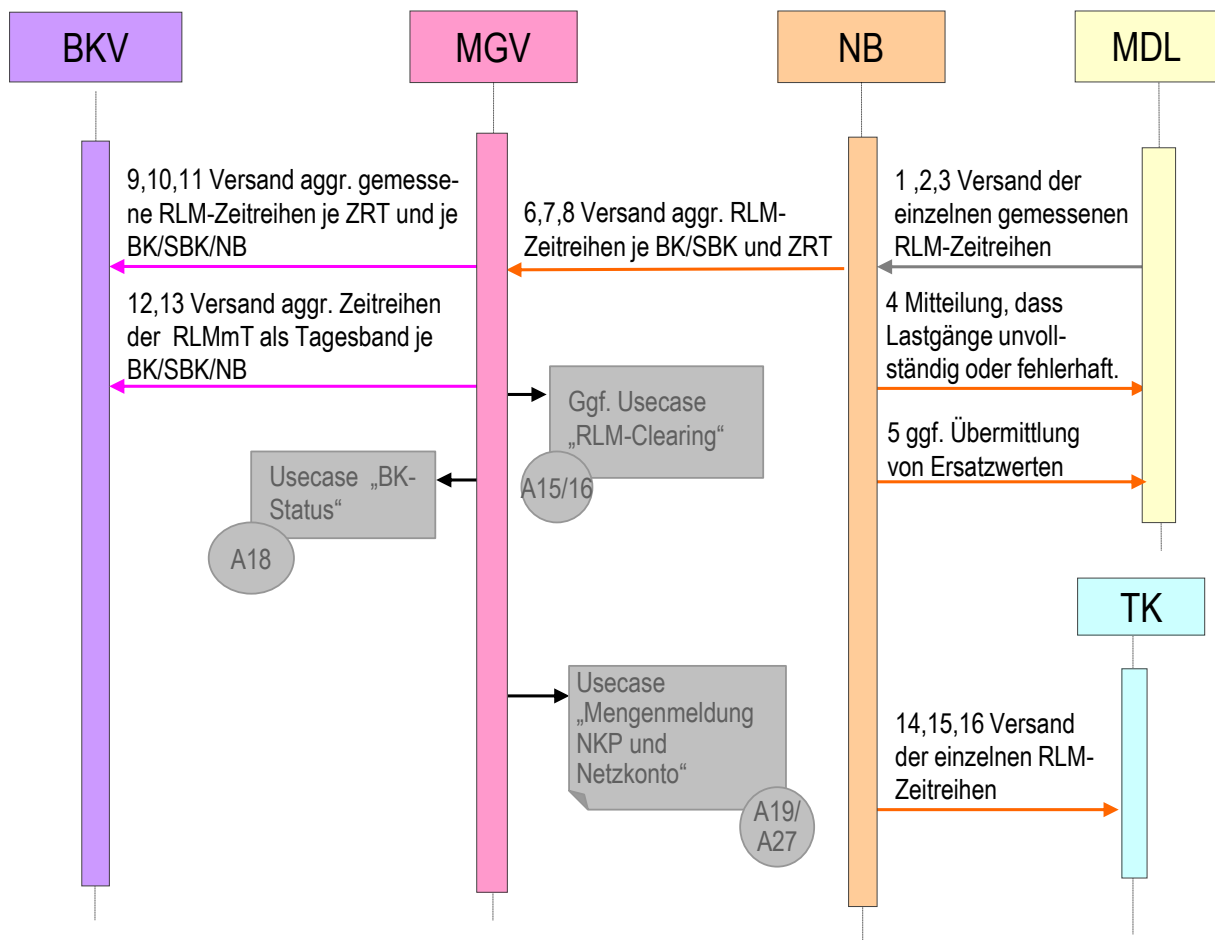 BKV
MGV
NB
MDL
9,10,11 Versand aggr. gemesse-
ne RLM-Zeitreihen je ZRT und je
BK/SBK/NB
6,7,8 Versand aggr. RLM-
Zeitreihen je BK/SBK und ZRT
1 ,2,3 Versand der
einzelnen gemessenen
RLM-Zeitreihen
12,13 Versand aggr. Zeitreihen
der RLMmT als Tagesband je
BK/SBK/NB
4 Mitteilung, dass
Lastgänge unvoll-
ständig oder fehlerhaft.
Ggf. Usecase
„RLM-Clearing“
A15/16
5 ggf. Übermittlung
von Ersatzwerten
Usecase „BK-
Status“
A18
TK
Usecase
„Mengenmeldung
NKP und
Netzkonto“
A19/
A27
14,15,16 Versand
der einzelnen RLM-
Zeitreihen